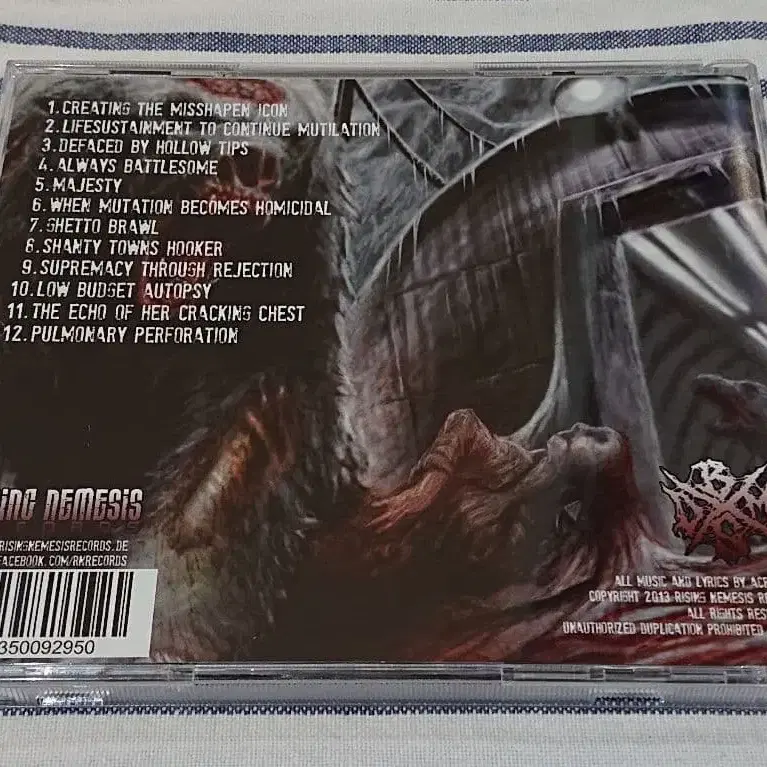 1. CREATING THE MISSHAPEN ICON
2. LIFESUSTAINMENT TO CONTINUE MUTILATION
3. DEFACED BY HOLLOW TIPS
4. ALWAYS BATTLESOME
5. MAJESTY
6. WHEN MUTATION BECOMES HOMICIDAL
7. GHETTO BRAWL
8. SHANTY TOWNS HOOKER
9. SUPREMACY THROUGH REJECTION
10. LOW BUDGET AUTOPSY
11. THE ECHO OF HER CRACKING CHEST
12. PULMONARY PERFORATION
ING NEMESIS
RISINGNEMESISRECORDS.DE
FACEBOOK.COM/RNRECORDS
350092950
ALL MUSIC AND LYRICS BY
COPYRIGHT 2013 RISING NEMESIS
ALL RIGHTS
UNAUTHORIZED DUPLICATION PROHIBITED